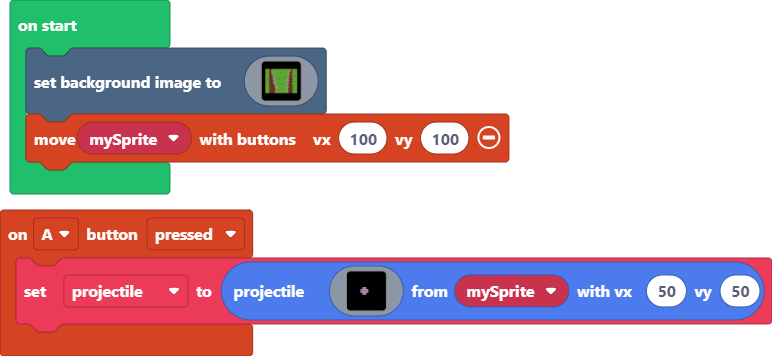 on start
set background image to
move mySprite with buttons vx 100 vy 100
on A button pressed
set projectile to projectile from mySprite with vx 50 vy 50